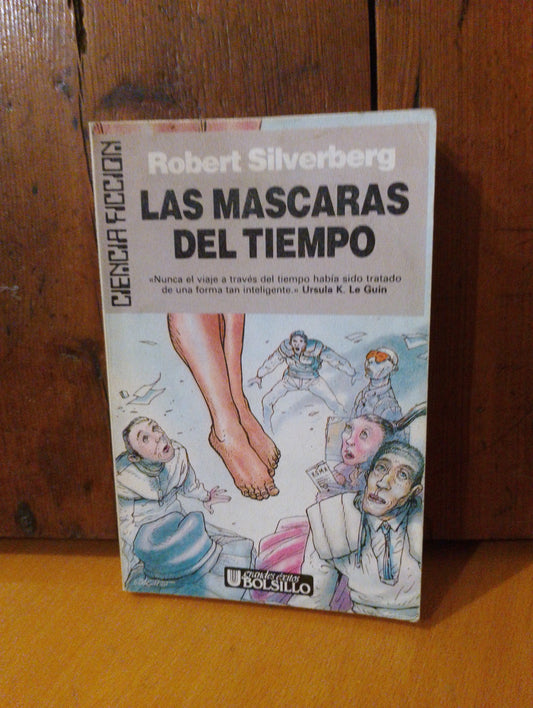 CIENCIA FICCION
Robert Silverberg
LAS MASCARAS
DEL TIEMPO
«Nunca el viaje a través del tiempo había sido tratado
de una forma tan inteligente.» Ursula K. Le Guin
ROMA
U grandes éxitos
BOLSILLO